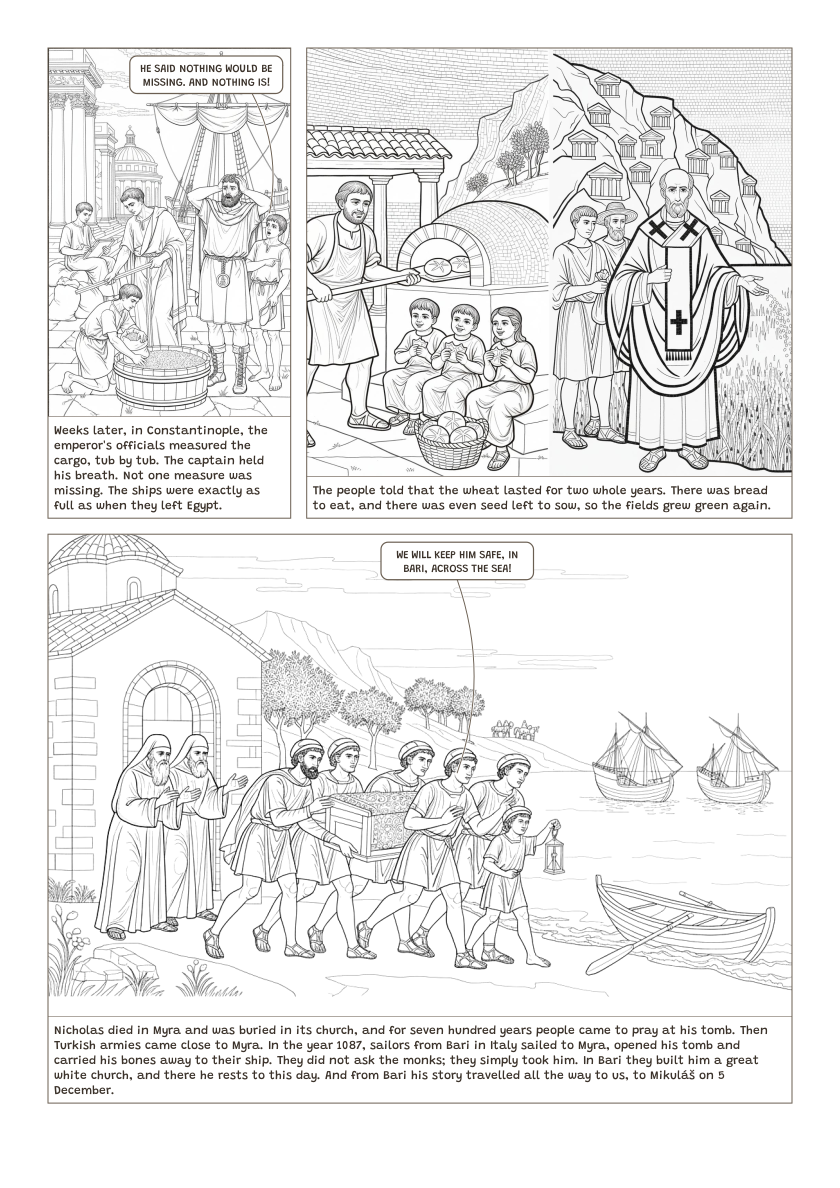 HE SAID NOTHING WOULD BE
MISSING. AND NOTHING IS!
Weeks later, in Constantinople, the
emperor's officials measured the
cargo, tub by tub. The captain held
his breath. Not one measure was
missing. The ships were exactly as
full as when they left Egypt.
The people told that the wheat lasted for two whole years. There was bread
to eat, and there was even seed left to sow, so the fields grew green again.
WE WILL KEEP HIM SAFE, IN
BARI, ACROSS THE SEA!
Nicholas died in Myra and was buried in its church, and for seven hundred years people came to pray at his tomb. Then
Turkish armies came close to Myra. In the year 1087, sailors from Bari in Italy sailed to Myra, opened his tomb and
carried his bones away to their ship. They did not ask the monks; they simply took him. In Bari they built him a great
white church, and there he rests to this day. And from Bari his story travelled all the way to us, to Mikuláš on 5
December.